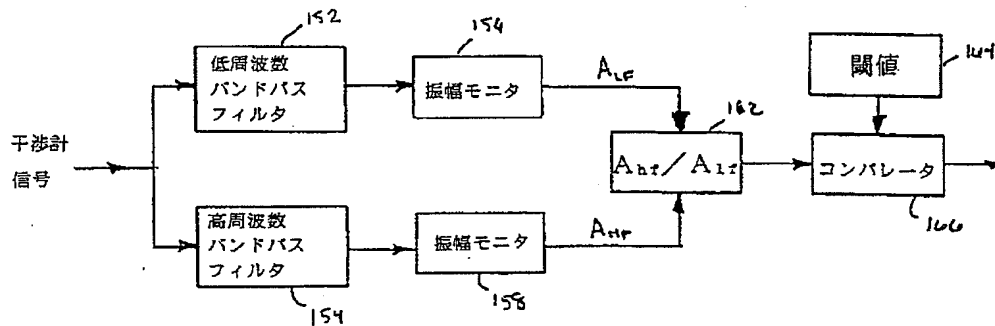 152
154
低周波数
バンドパス
フィルタ
振幅モニタ
A_LF
閾値
164
干渉計
信号
162
A_hf／A_lf
コンパレータ
166
高周波数
バンドパス
フィルタ
振幅モニタ
A_HF
154
158